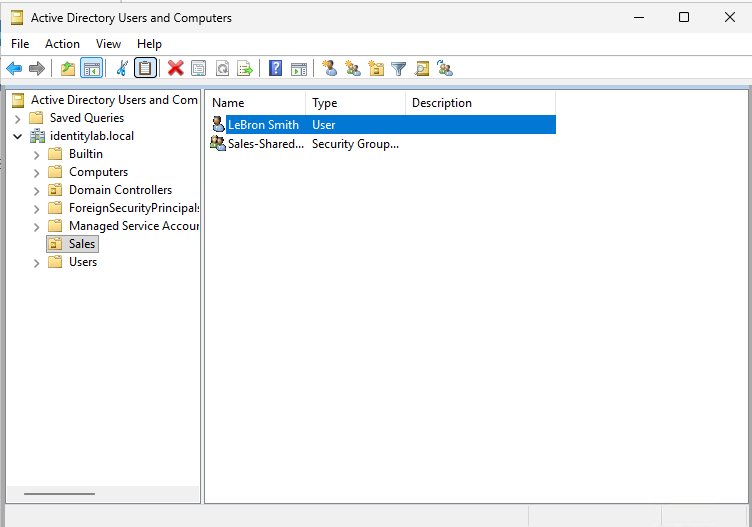 Active Directory Users and Computers
File Action View Help
Active Directory Users and Com
Saved Queries
identitylab.local
Builtin
Computers
Domain Controllers
ForeignSecurityPrincipals
Managed Service Accour
Sales
Users
Name Type Description
LeBron Smith User
Sales-Shared... Security Group...